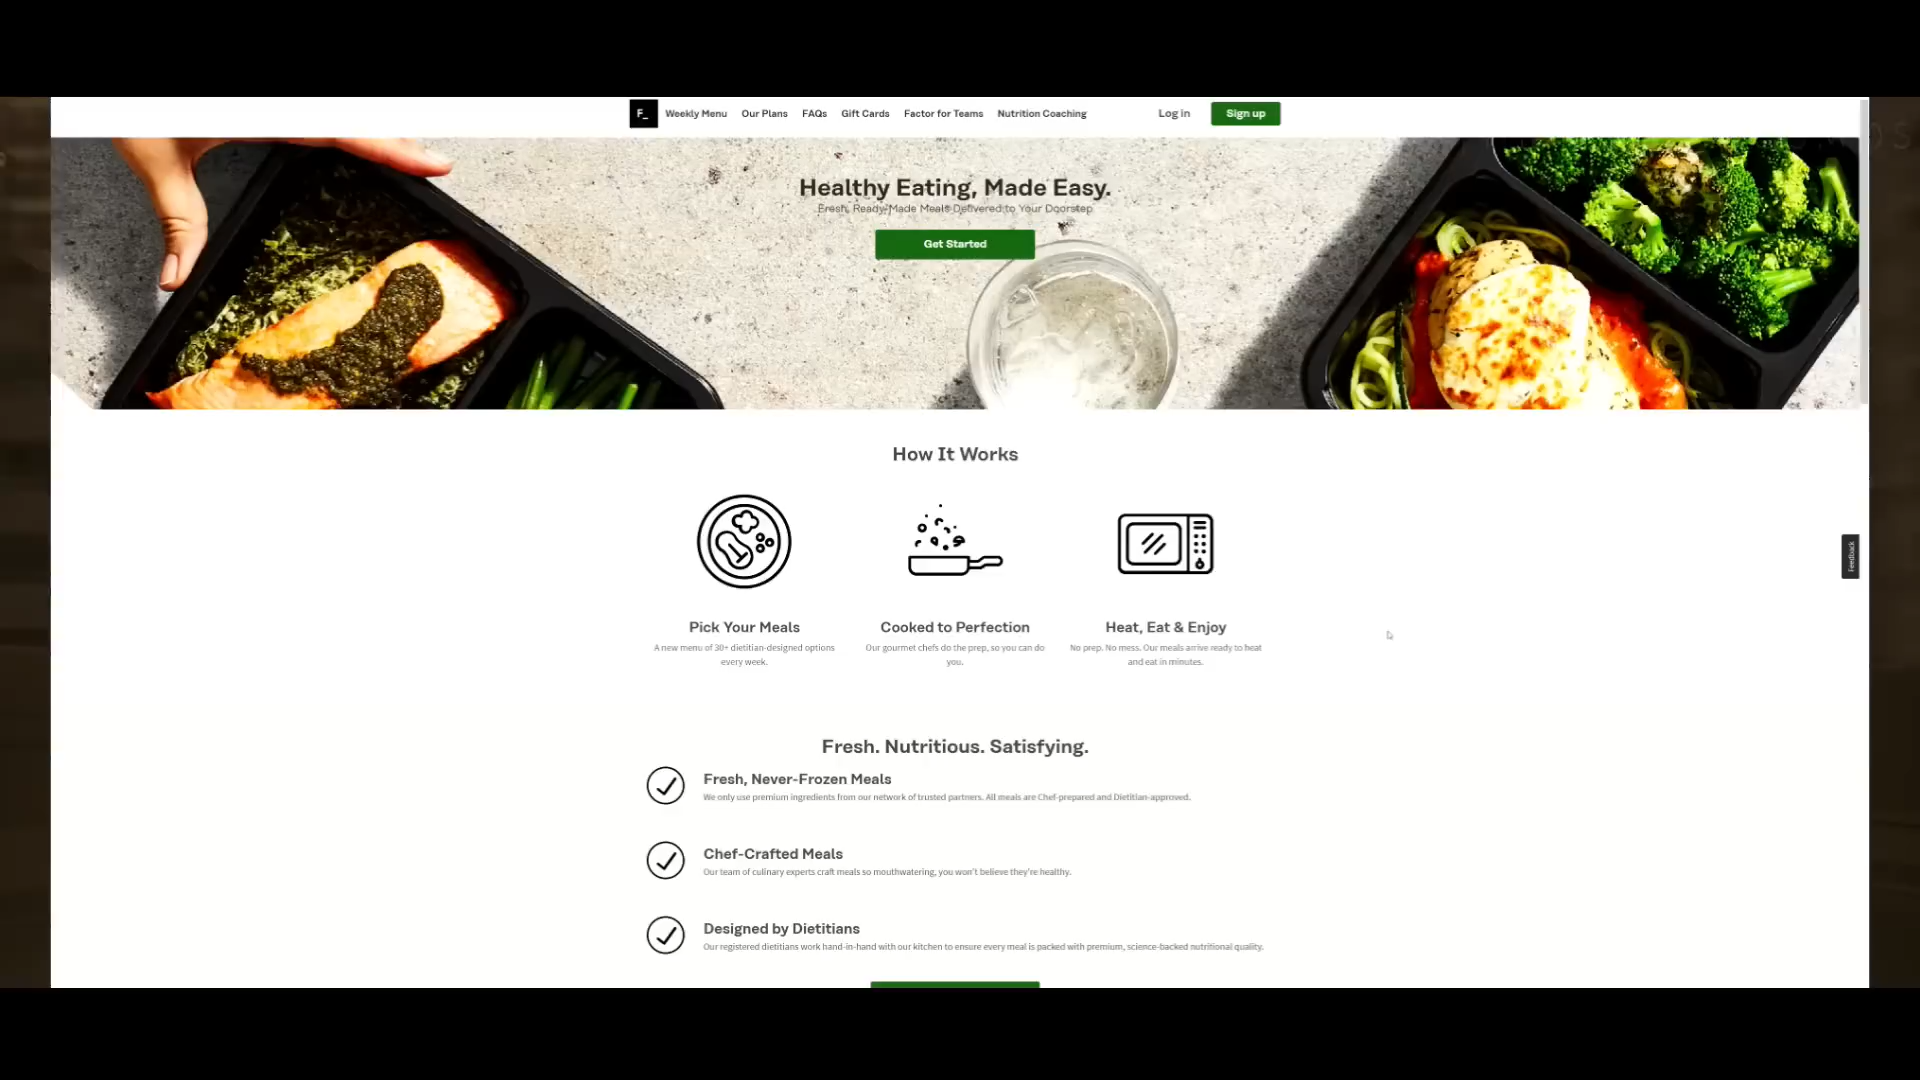 F_ Weekly Menu Our Plans FAQs Gift Cards Factor for Teams Nutrition Coaching Log in Sign up
Healthy Eating, Made Easy.
Fresh, Ready-Made Meals Delivered to Your Doorstep
Get Started
How It Works
Pick Your Meals
A new menu of 30+ dietitian-designed options
every week.
Cooked to Perfection
Our gourmet chefs do the prep, so you can do
you.
Heat, Eat & Enjoy
No prep. No mess. Our meals arrive ready to heat
and eat in minutes.
Feedback
Fresh. Nutritious. Satisfying.
Fresh, Never-Frozen Meals
We only use premium ingredients from our network of trusted partners. All meals are Chef-prepared and Dietitian-approved.
Chef-Crafted Meals
Our team of culinary experts craft meals so mouthwatering, you won't believe they're healthy.
Designed by Dietitians
Our registered dietitians work hand-in-hand with our kitchen to ensure every meal is packed with premium, science-backed nutritional quality.